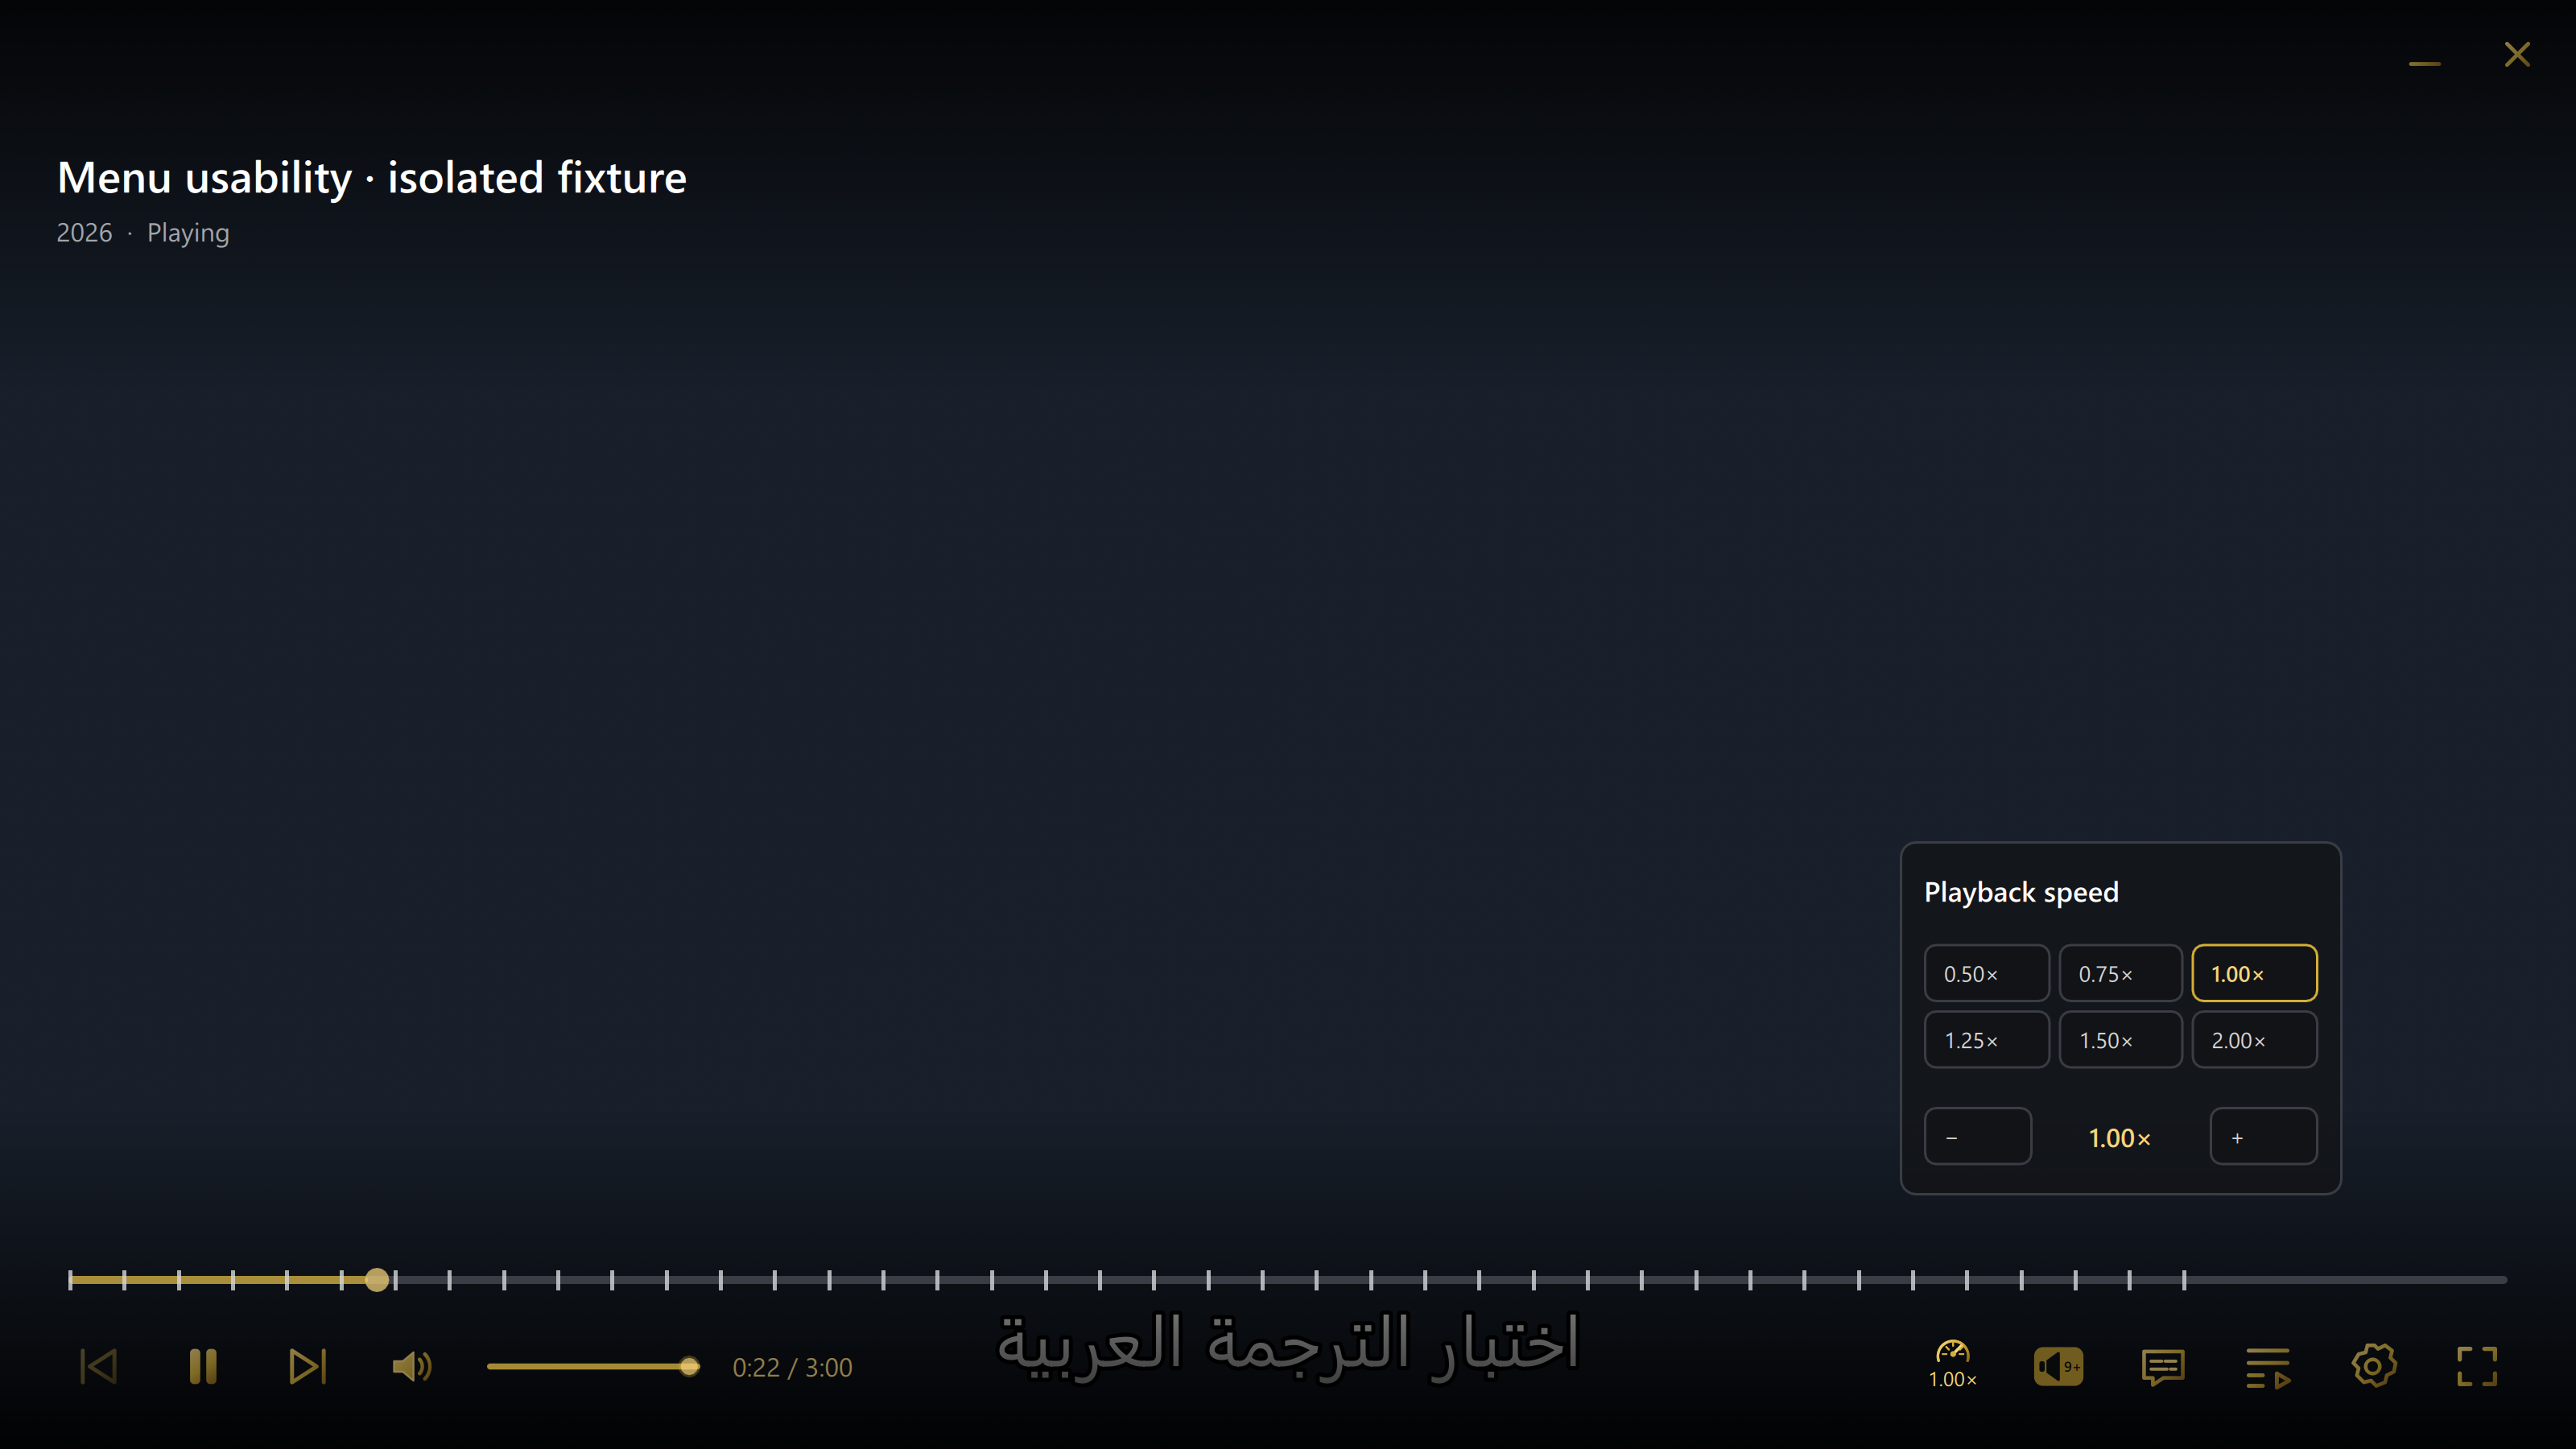 Menu usability · isolated fixture
2026 · Playing
Playback speed
0.50× 0.75× 1.00×
1.25× 1.50× 2.00×
− 1.00× +
اختبار الترجمة العربية
0:22 / 3:00
1.00×
9+